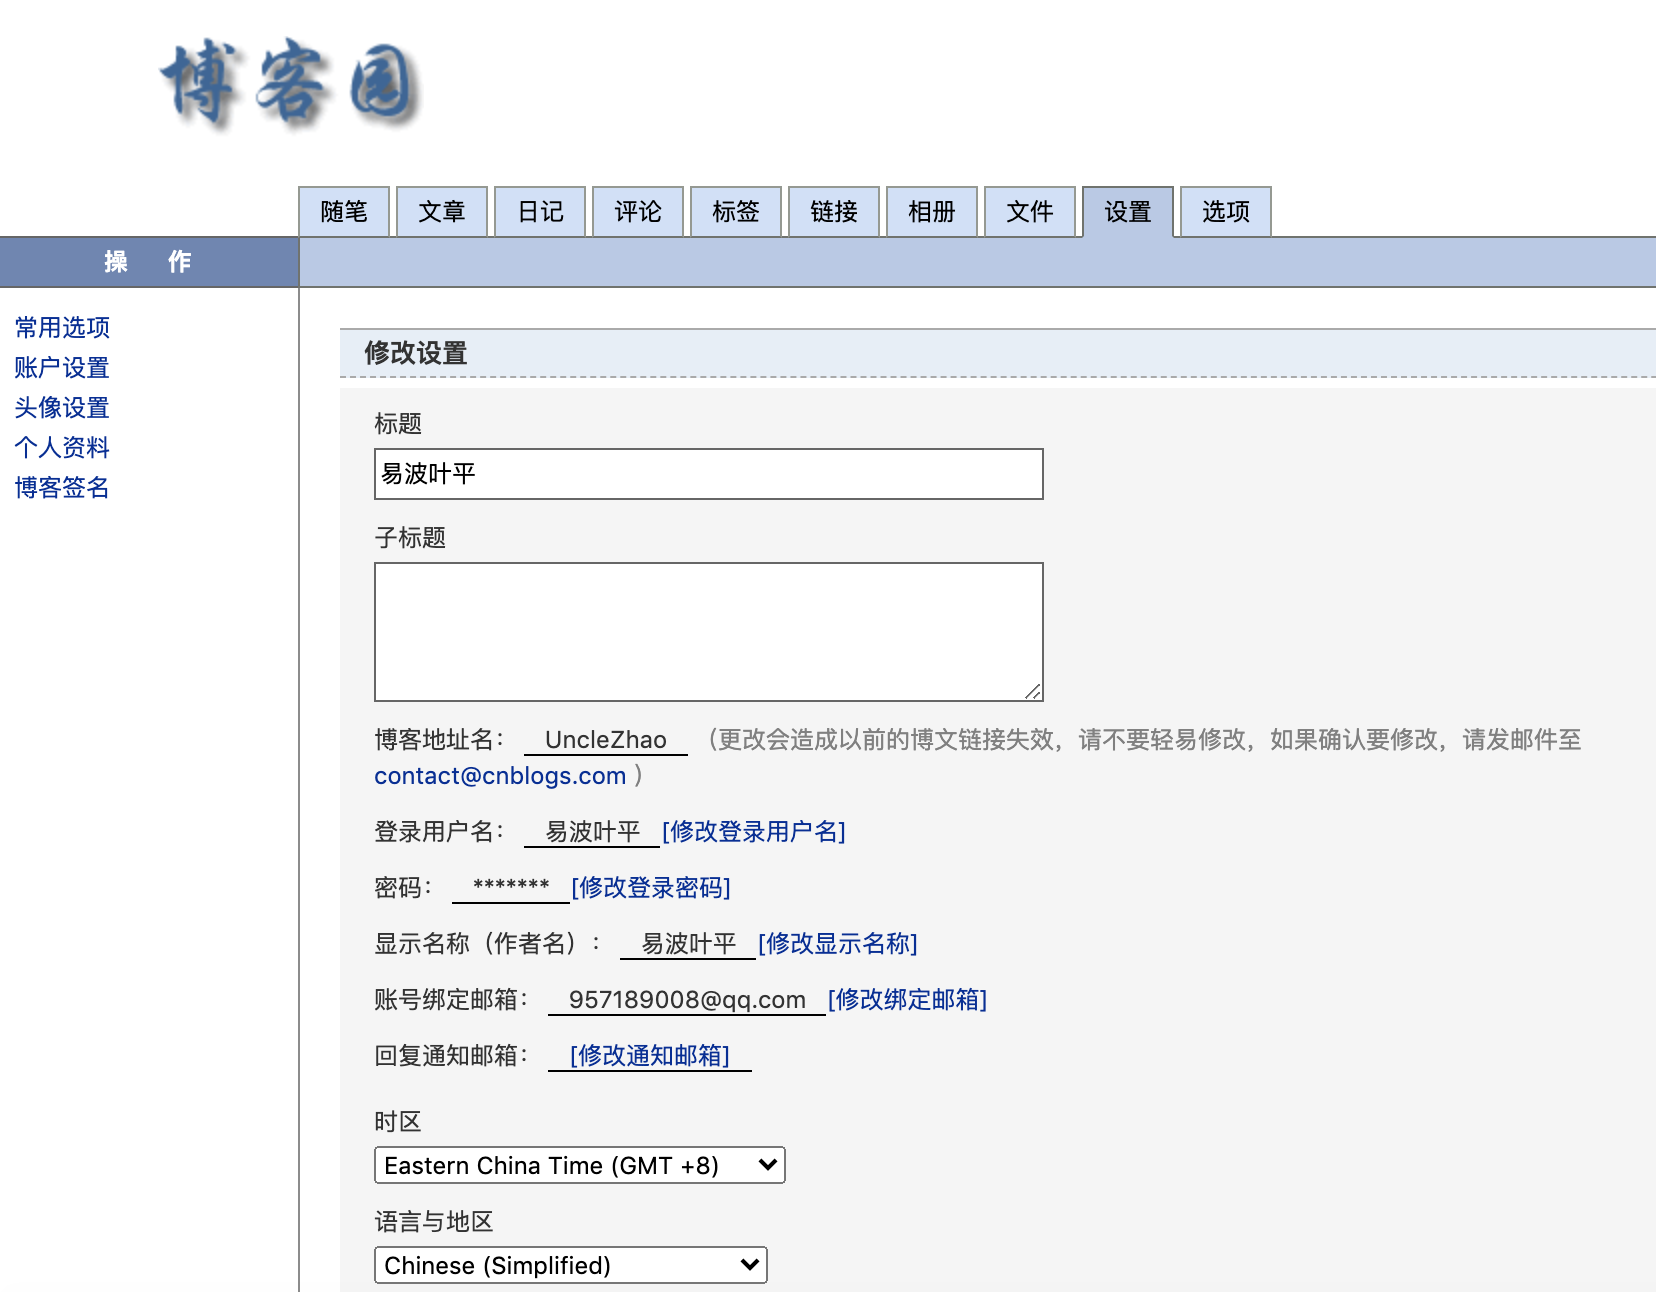 博客园
随笔 文章 日记 评论 标签 链接 相册 文件 设置 选项
操 作
常用选项
账户设置
头像设置
个人资料
博客签名
修改设置
标题
易波叶平
子标题
博客地址名： UncleZhao （更改会造成以前的博文链接失效，请不要轻易修改，如果确认要修改，请发邮件至
contact@cnblogs.com ）
登录用户名： 易波叶平 [修改登录用户名]
密码： ******* [修改登录密码]
显示名称（作者名）： 易波叶平 [修改显示名称]
账号绑定邮箱： 957189008@qq.com [修改绑定邮箱]
回复通知邮箱： [修改通知邮箱]
时区
Eastern China Time (GMT +8)
语言与地区
Chinese (Simplified)